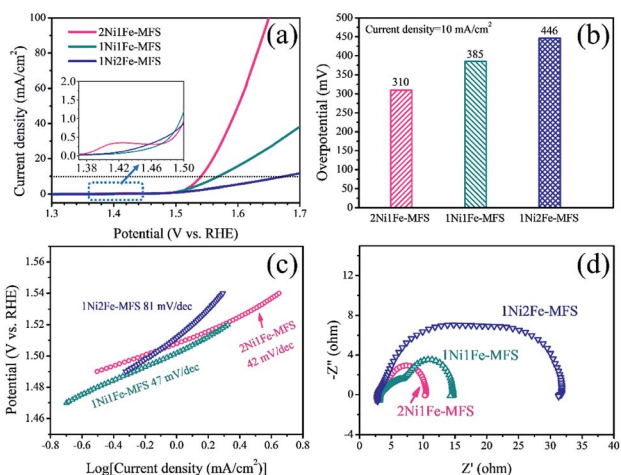 100
80
60
40
20
0
Current density (mA/cm²)
2Ni1Fe-MFS
1Ni1Fe-MFS
1Ni2Fe-MFS
(a)
2.0
1.5
1.0
0.5
0.0
1.38 1.42 1.46 1.50
1.3 1.4 1.5 1.6 1.7
Potential (V vs. RHE)
500
450
400
350
300
250
200
150
100
50
0
Overpotential (mV)
Current density=10 mA/cm²
(b)
310
385
446
2Ni1Fe-MFS 1Ni1Fe-MFS 1Ni2Fe-MFS
1.56
1.54
1.52
1.50
1.48
1.46
Potential (V vs. RHE)
(c)
1Ni2Fe-MFS 81 mV/dec
2Ni1Fe-MFS
42 mV/dec
1Ni1Fe-MFS 47 mV/dec
-0.8 -0.6 -0.4 -0.2 0.0 0.2 0.4 0.6 0.8
Log[Current density (mA/cm²)]
12
8
4
0
-4
-Z'' (ohm)
(d)
1Ni2Fe-MFS
1Ni1Fe-MFS
2Ni1Fe-MFS
0 5 10 15 20 25 30 35
Z' (ohm)